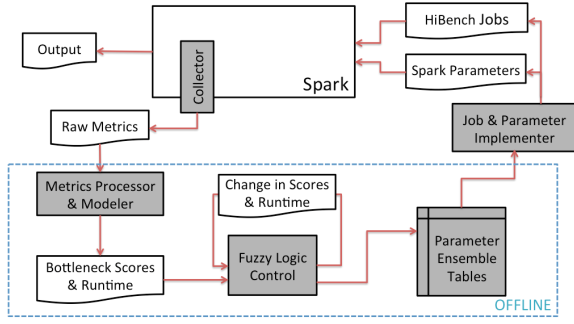 HiBench Jobs
Output
Collector
Spark
Spark Parameters
Raw Metrics
Job & Parameter
Implementer
Metrics Processor
& Modeler
Change in Scores
& Runtime
Bottleneck Scores
& Runtime
Fuzzy Logic
Control
Parameter
Ensemble
Tables
OFFLINE